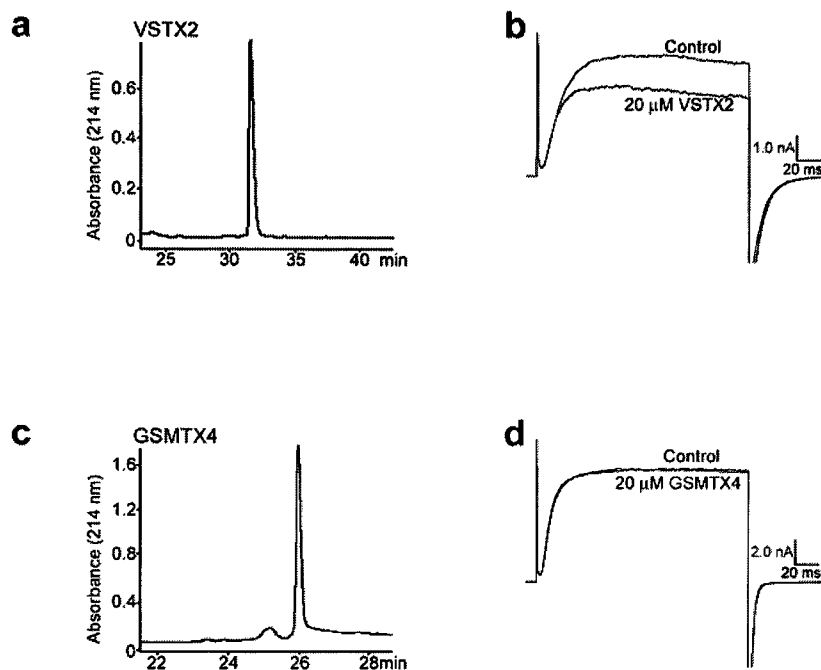 a
VSTX2
Absorbance (214 nm)
0.6
0.4
0.2
0
25 30 35 40 min
b
Control
20 μM VSTX2
1.0 nA
20 ms
c
GSMTX4
Absorbance (214 nm)
1.6
1.2
0.8
0.4
0
22 24 26 28min
d
Control
20 μM GSMTX4
2.0 nA
20 ms